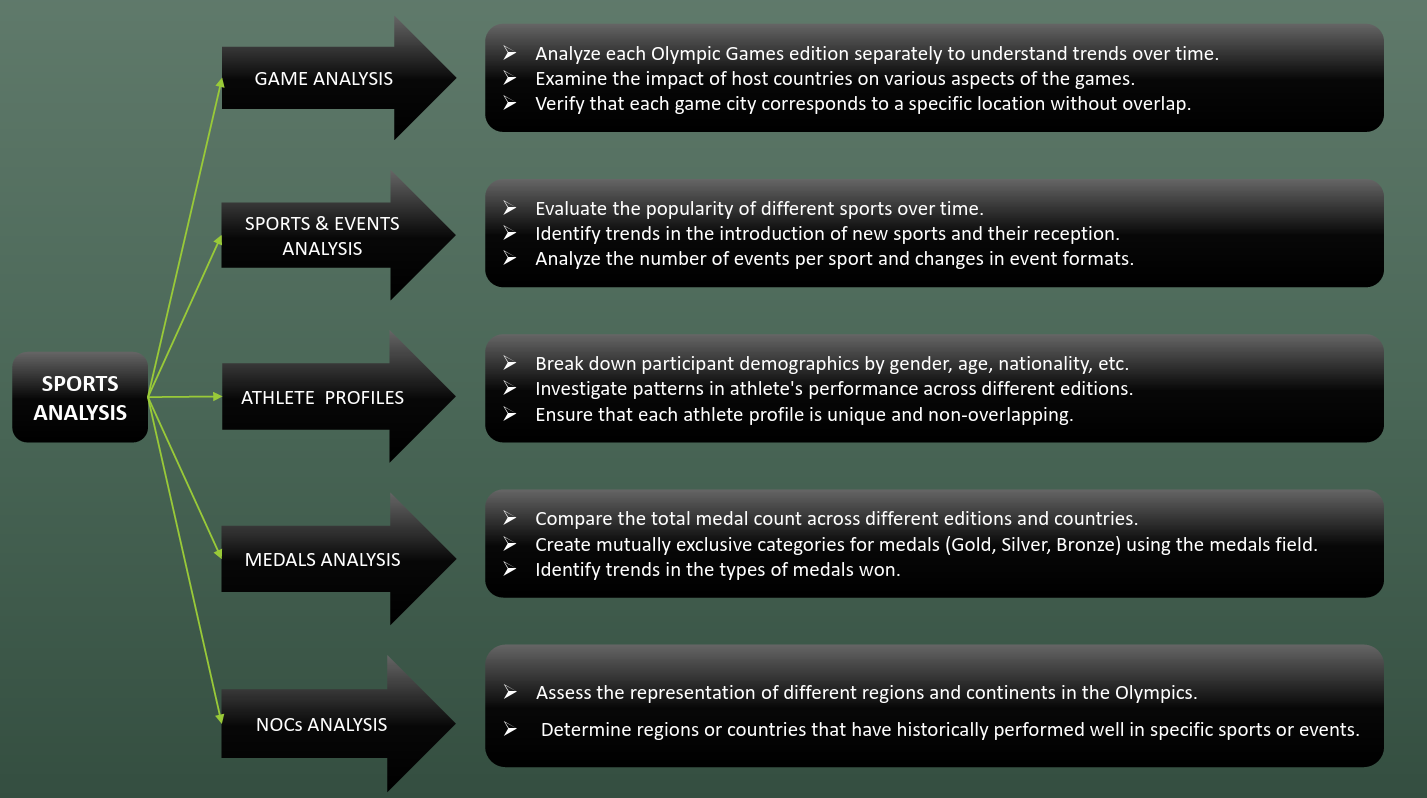 SPORTS
ANALYSIS
GAME ANALYSIS
➢ Analyze each Olympic Games edition separately to understand trends over time.
➢ Examine the impact of host countries on various aspects of the games.
➢ Verify that each game city corresponds to a specific location without overlap.
SPORTS & EVENTS
ANALYSIS
➢ Evaluate the popularity of different sports over time.
➢ Identify trends in the introduction of new sports and their reception.
➢ Analyze the number of events per sport and changes in event formats.
ATHLETE  PROFILES
➢ Break down participant demographics by gender, age, nationality, etc.
➢ Investigate patterns in athlete's performance across different editions.
➢ Ensure that each athlete profile is unique and non-overlapping.
MEDALS ANALYSIS
➢ Compare the total medal count across different editions and countries.
➢ Create mutually exclusive categories for medals (Gold, Silver, Bronze) using the medals field.
➢ Identify trends in the types of medals won.
NOCs ANALYSIS
➢ Assess the representation of different regions and continents in the Olympics.
➢ Determine regions or countries that have historically performed well in specific sports or events.